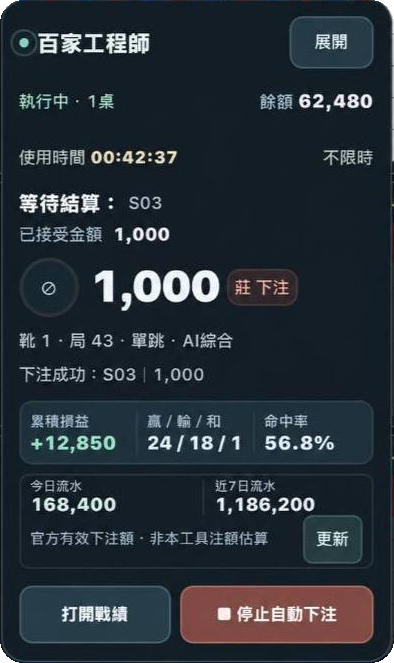 百家工程師
展開
執行中 · 1桌
餘額 62,480
使用時間 00:42:37
不限時
等待結算： S03
已接受金額 1,000
1,000 莊 下注
靴 1 · 局 43 · 單跳 · AI綜合
下注成功：S03｜1,000
累積損益
贏 / 輸 / 和
命中率
+12,850
24 / 18 / 1
56.8%
今日流水
近7日流水
168,400
1,186,200
官方有效下注額 · 非本工具注額估算
更新
打開戰績
停止自動下注